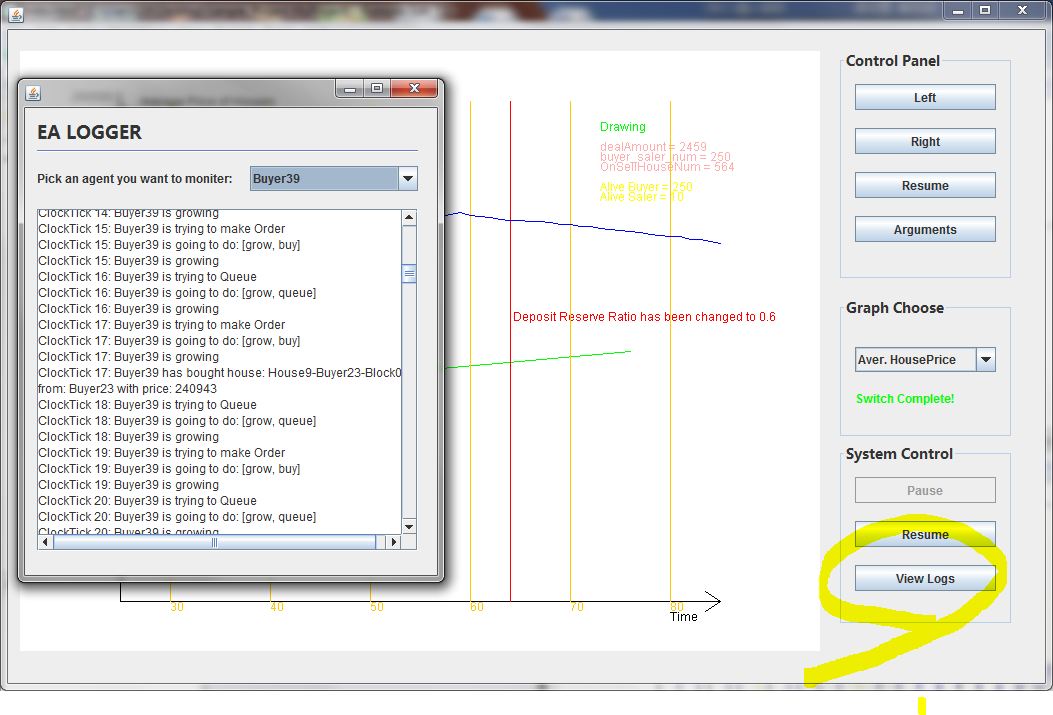 EA LOGGER
Pick an agent you want to moniter:
Buyer39
ClockTick 14: Buyer39 is growing
ClockTick 15: Buyer39 is trying to make Order
ClockTick 15: Buyer39 is going to do: [grow, buy]
ClockTick 15: Buyer39 is growing
ClockTick 16: Buyer39 is trying to Queue
ClockTick 16: Buyer39 is going to do: [grow, queue]
ClockTick 16: Buyer39 is growing
ClockTick 17: Buyer39 is trying to make Order
ClockTick 17: Buyer39 is going to do: [grow, buy]
ClockTick 17: Buyer39 is growing
ClockTick 17: Buyer39 has bought house: House9-Buyer23-Block0
from: Buyer23 with price: 240943
ClockTick 18: Buyer39 is trying to Queue
ClockTick 18: Buyer39 is going to do: [grow, queue]
ClockTick 18: Buyer39 is growing
ClockTick 19: Buyer39 is trying to make Order
ClockTick 19: Buyer39 is going to do: [grow, buy]
ClockTick 19: Buyer39 is growing
ClockTick 20: Buyer39 is trying to Queue
ClockTick 20: Buyer39 is going to do: [grow, queue]
ClockTick 20: Buyer39 is growing
Drawing
dealAmount = 2459
buyer_saler_num = 250
OnSellHouseNum = 564
Alive Buyer = 250
Alive Saler = 10
Deposit Reserve Ratio has been changed to 0.6
30 40 50 60 70 80
Time
Control Panel
Left
Right
Resume
Arguments
Graph Choose
Aver. HousePrice
Switch Complete!
System Control
Pause
Resume
View Logs